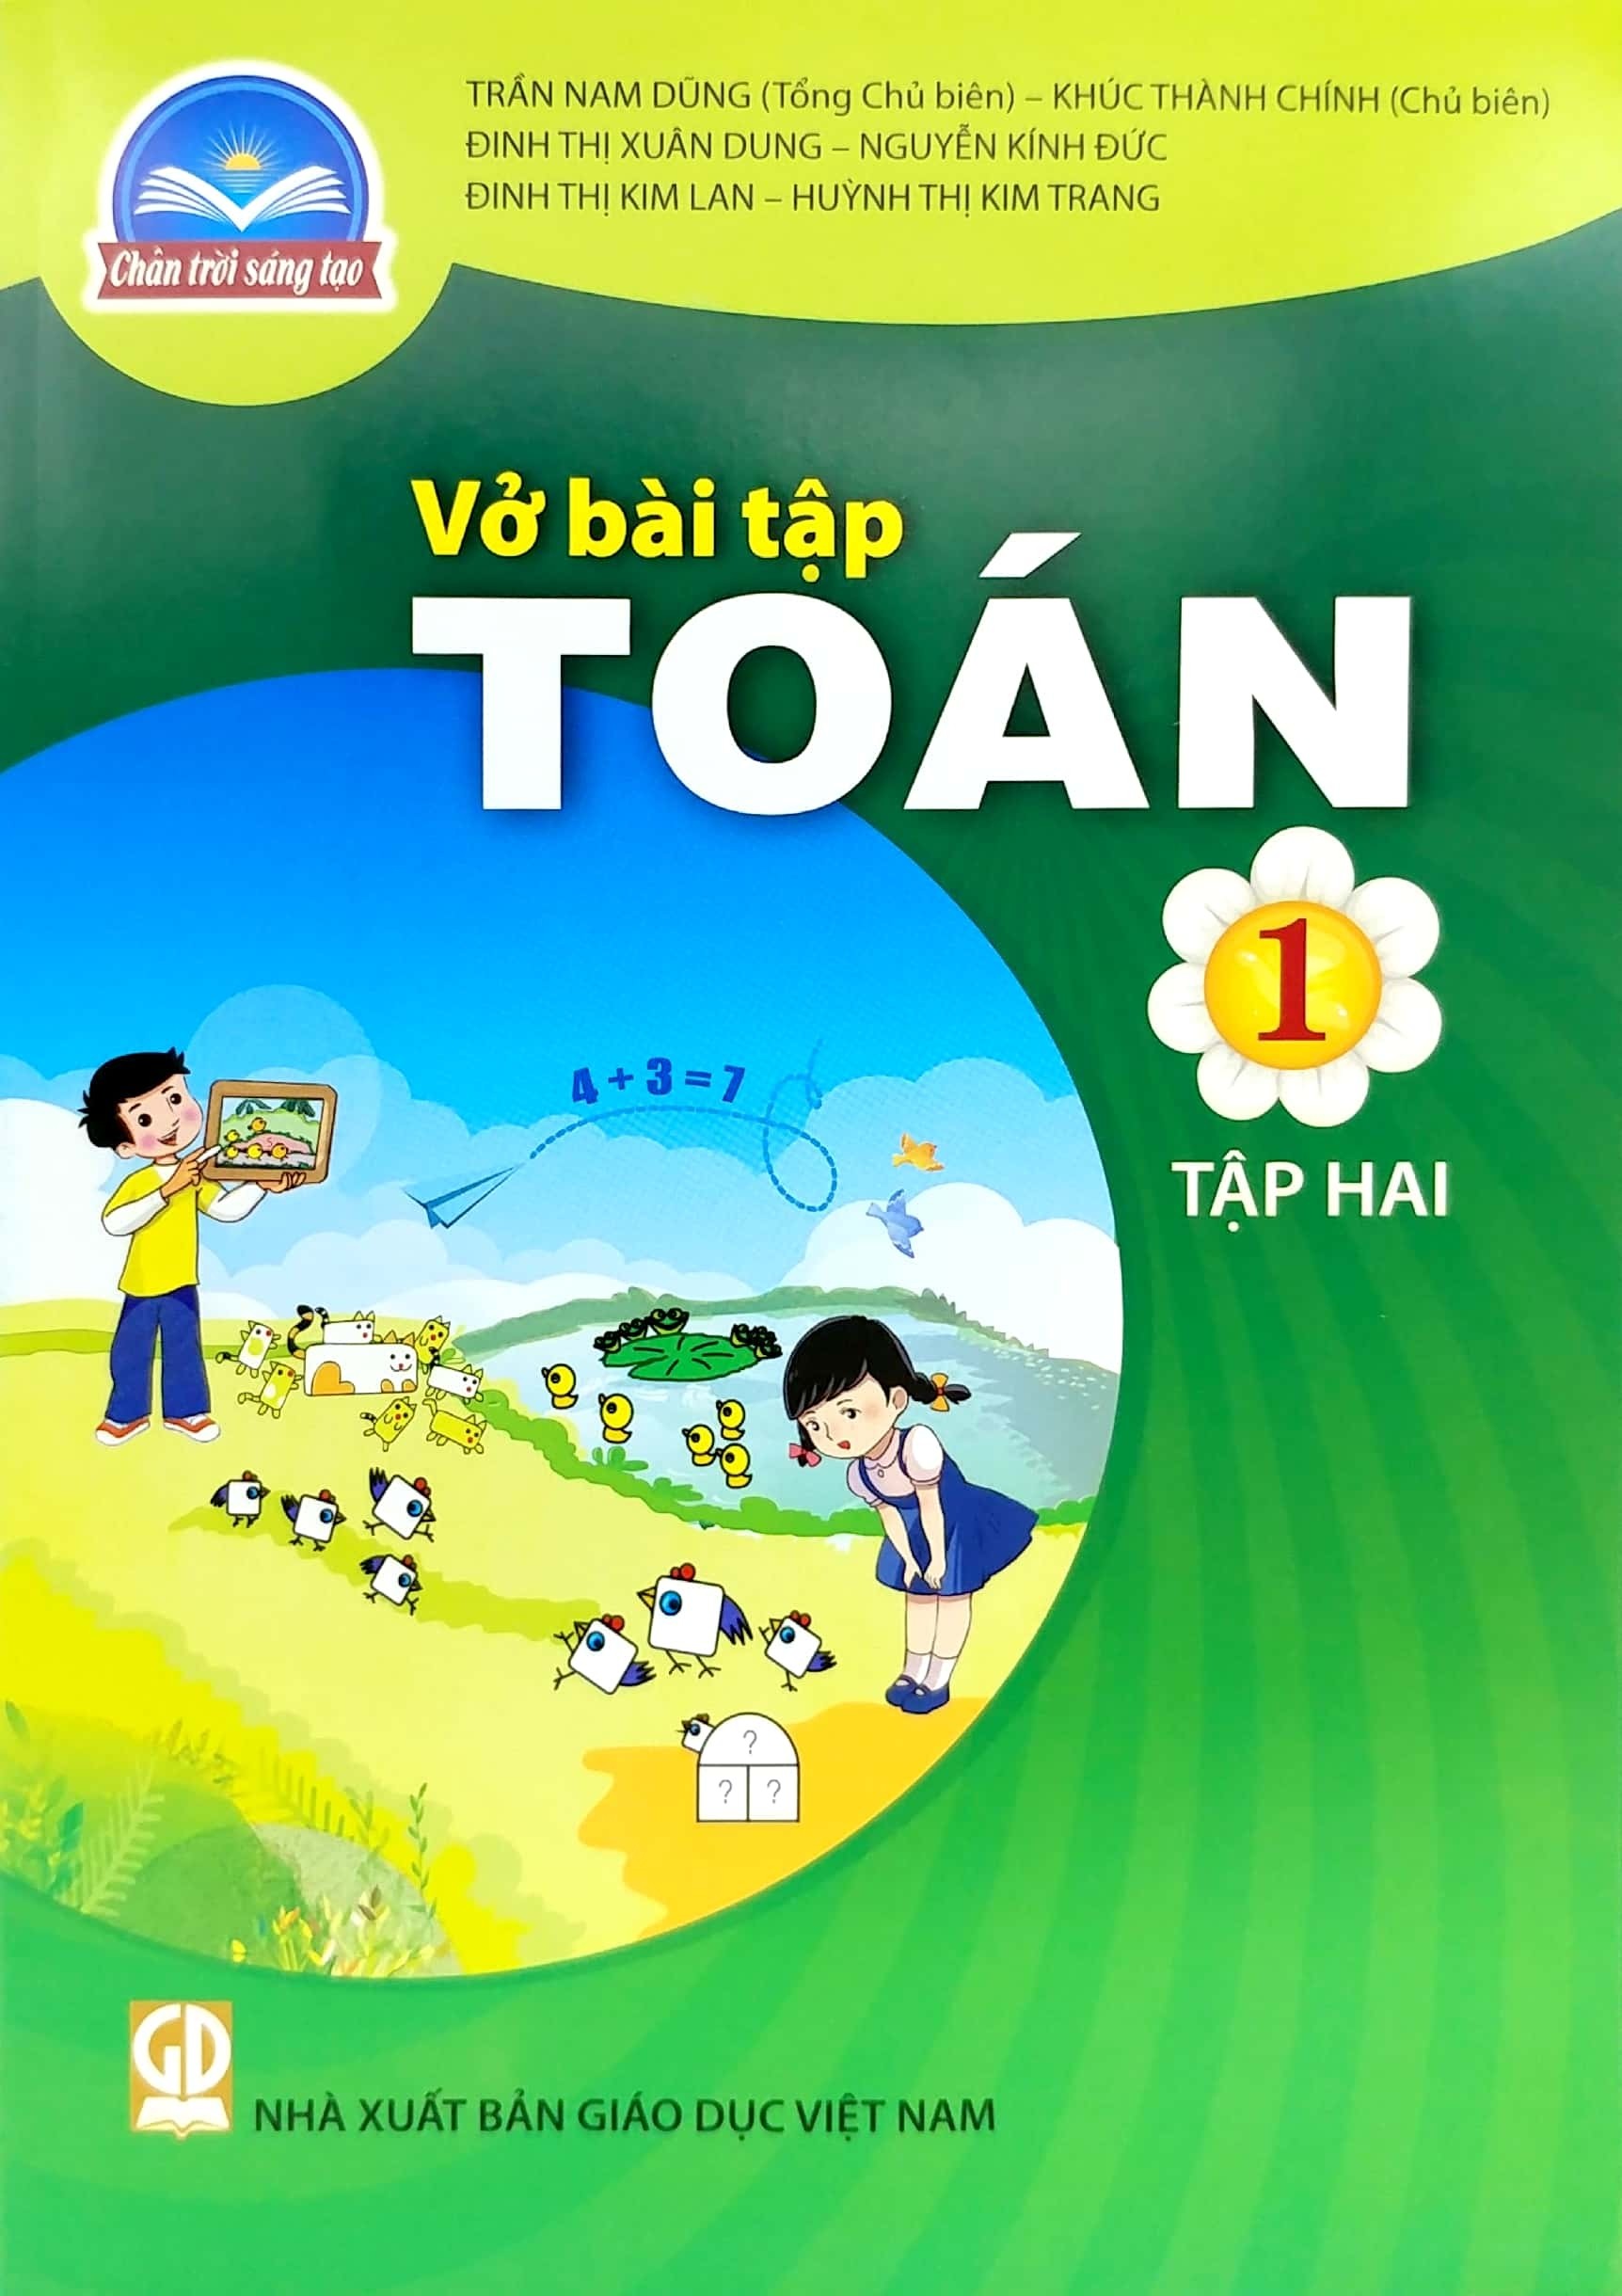 TRẦN NAM DŨNG (Tổng Chủ biên) – KHÚC THÀNH CHÍNH (Chủ biên)
ĐINH THỊ XUÂN DUNG – NGUYỄN KÍNH ĐỨC
ĐINH THỊ KIM LAN – HUỲNH THỊ KIM TRANG
Chân trời sáng tạo
Vở bài tập
TOÁN
1
TẬP HAI
4 + 3 = 7
?
? ?
GD
NHÀ XUẤT BẢN GIÁO DỤC VIỆT NAM